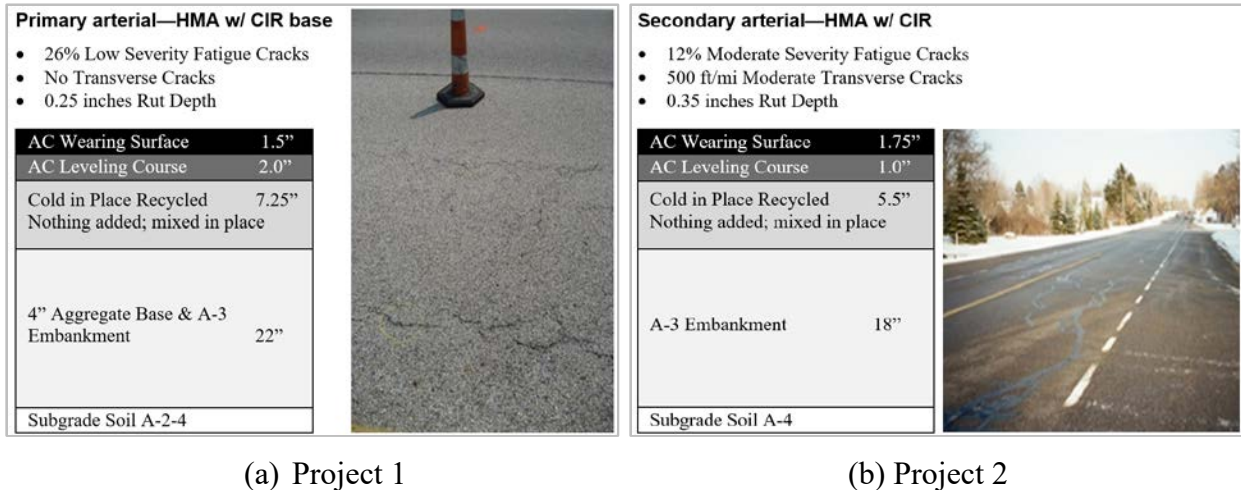 Primary arterial—HMA w/ CIR base
• 26% Low Severity Fatigue Cracks
• No Transverse Cracks
• 0.25 inches Rut Depth
AC Wearing Surface 1.5”
AC Leveling Course 2.0”
Cold in Place Recycled 7.25”
Nothing added; mixed in place
4” Aggregate Base & A-3
Embankment 22”
Subgrade Soil A-2-4
(a) Project 1
Secondary arterial—HMA w/ CIR
• 12% Moderate Severity Fatigue Cracks
• 500 ft/mi Moderate Transverse Cracks
• 0.35 inches Rut Depth
AC Wearing Surface 1.75”
AC Leveling Course 1.0”
Cold in Place Recycled 5.5”
Nothing added; mixed in place
A-3 Embankment 18”
Subgrade Soil A-4
(b) Project 2